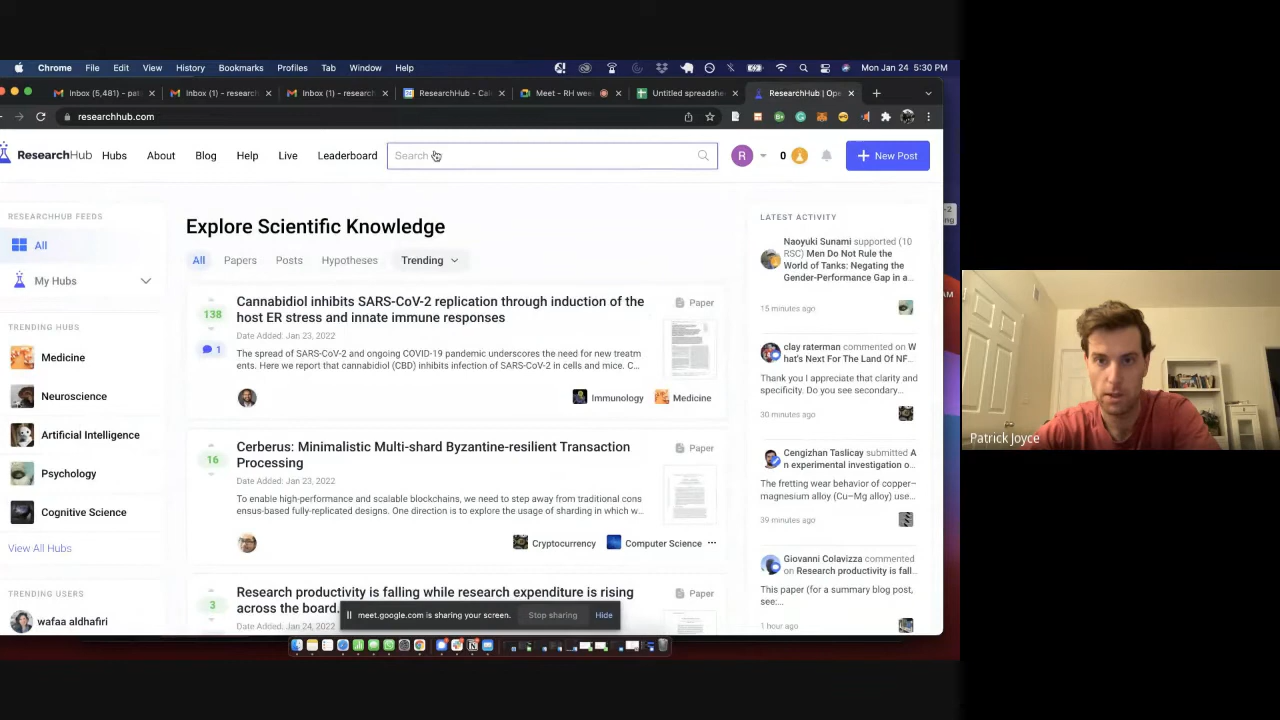 Chrome File Edit View History Bookmarks Profiles Tab Window Help Mon Jan 24 5:30 PM
Inbox (5,481) - pat
Inbox (1) - research
Inbox (1) - research
ResearchHub - Cal
Meet - RH wee
Untitled spreadshe
ResearchHub | Ope
researchhub.com
ResearchHub Hubs About Blog Help Live Leaderboard Search R 0 New Post
RESEARCHHUB FEEDS
All
My Hubs
TRENDING HUBS
Medicine
Neuroscience
Artificial Intelligence
Psychology
Cognitive Science
View All Hubs
TRENDING USERS
wafaa aldhafiri
Explore Scientific Knowledge
All Papers Posts Hypotheses Trending
138
1
Cannabidiol inhibits SARS-CoV-2 replication through induction of the
host ER stress and innate immune responses
Paper
Date Added: Jan 23, 2022
The spread of SARS-CoV-2 and ongoing COVID-19 pandemic underscores the need for new treatm
ents. Here we report that cannabidiol (CBD) inhibits infection of SARS-CoV-2 in cells and mice. C...
Immunology Medicine
16
Cerberus: Minimalistic Multi-shard Byzantine-resilient Transaction
Processing
Paper
Date Added: Jan 23, 2022
To enable high-performance and scalable blockchains, we need to step away from traditional cons
ensus-based fully-replicated designs. One direction is to explore the usage of sharding in which w...
Cryptocurrency Computer Science ...
3
Research productivity is falling while research expenditure is rising
across the board.
Paper
Date Added: Jan 24, 2022
meet.google.com is sharing your screen. Stop sharing Hide
LATEST ACTIVITY
Naoyuki Sunami supported (10
RSC) Men Do Not Rule the
World of Tanks: Negating the
Gender-Performance Gap in a...
15 minutes ago
clay raterman commented on W
hat's Next For The Land Of NF...
Thank you I appreciate that clarity and
specificity. Do you see secondary...
30 minutes ago
Cengizhan Taslicay submitted A
n experimental investigation o...
The fretting wear behavior of copper–
magnesium alloy (Cu–Mg alloy) use...
39 minutes ago
Giovanni Colavizza commented
on Research productivity is fall...
This paper (for a summary blog post,
see:...
1 hour ago
Patrick Joyce